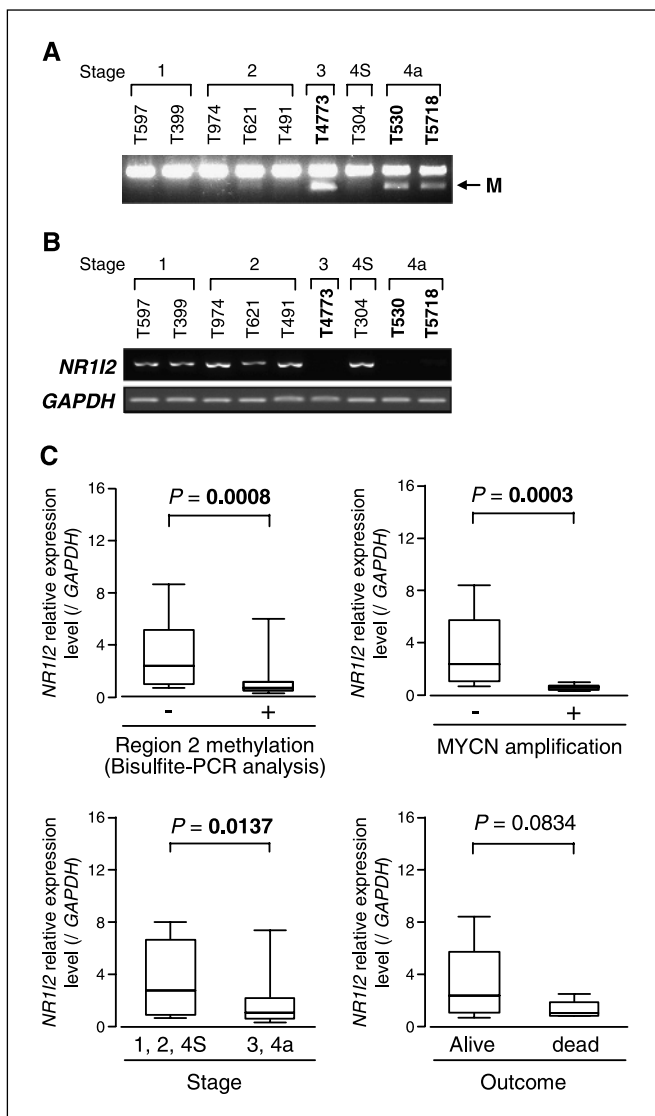 A
Stage 1 2 3 4S 4a
T597 T399 T974 T621 T491 T4773 T304 T530 T5718
M
B
Stage 1 2 3 4S 4a
T597 T399 T974 T621 T491 T4773 T304 T530 T5718
NR1I2
GAPDH
C
NR1I2 relative expression
level (/ GAPDH)
16
12
8
4
0
P = 0.0008
- +
Region 2 methylation
(Bisulfite-PCR analysis)
NR1I2 relative expression
level (/ GAPDH)
16
12
8
4
0
P = 0.0003
- +
MYCN amplification
NR1I2 relative expression
level (/ GAPDH)
16
12
8
4
0
P = 0.0137
1, 2, 4S 3, 4a
Stage
NR1I2 relative expression
level (/ GAPDH)
16
12
8
4
0
P = 0.0834
Alive dead
Outcome